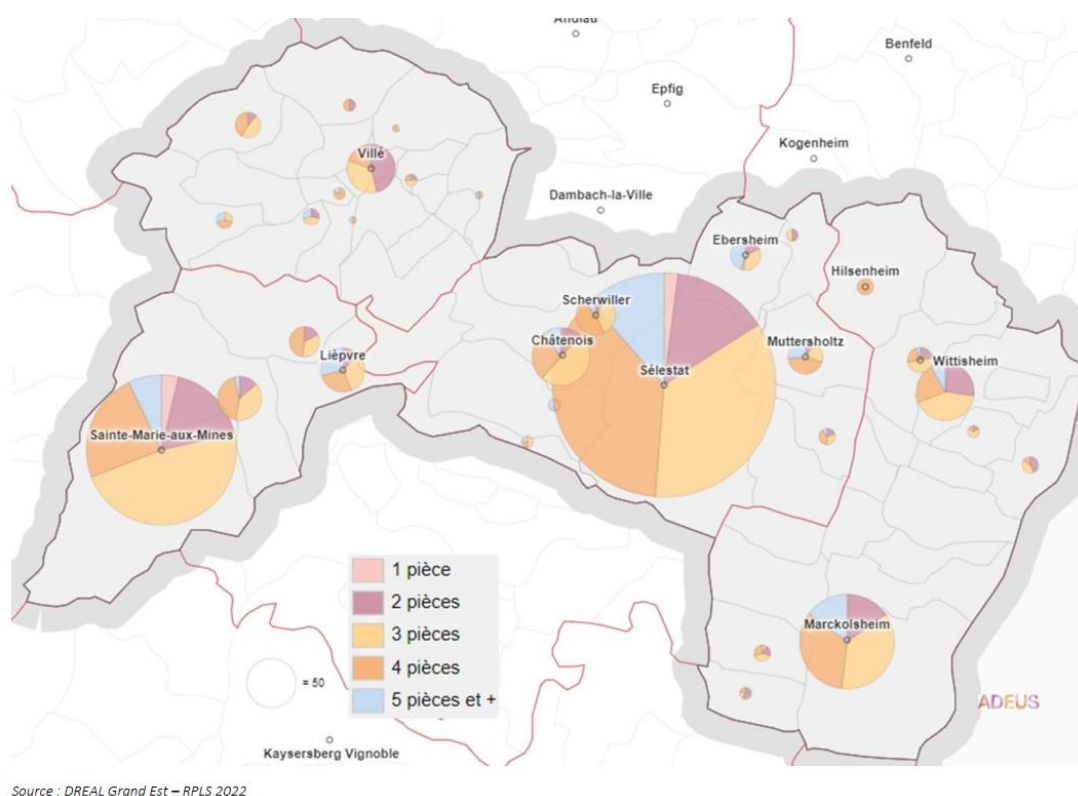 Andlau
Benfeld
Epfig
Kogenheim
Villé
Dambach-la-Ville
Ebersheim
Hilsenheim
Scherwiller
Châtenois
Lièpvre
Muttersholtz
Wittisheim
Sélestat
Sainte-Marie-aux-Mines
1 pièce
2 pièces
3 pièces
4 pièces
5 pièces et +
= 50
Marckolsheim
ADEUS
Kaysersberg Vignoble
Source : DREAL Grand Est – RPLS 2022